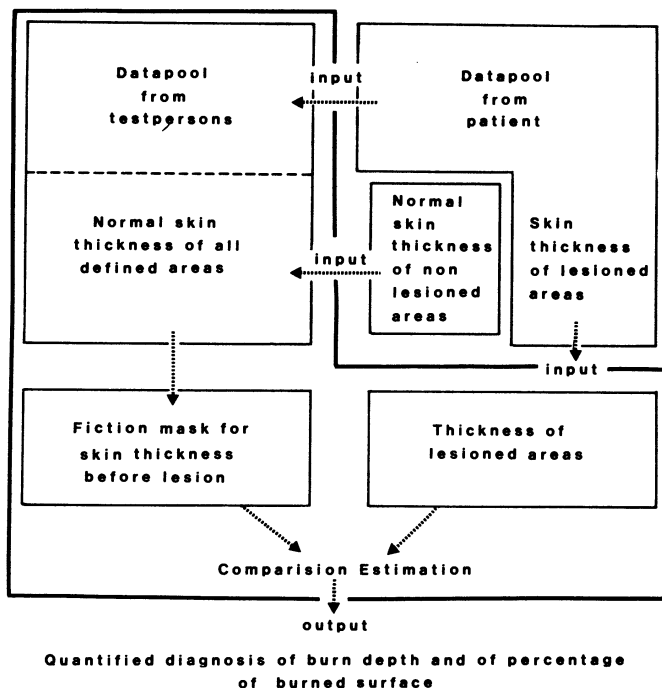 Datapool
from
testpersons
input
Datapool
from
patient
Normal skin
thickness of all
defined areas
input
Normal
skin
thickness
of non
lesioned
areas
Skin
thickness
of lesioned
areas
input
Fiction mask for
skin thickness
before lesion
Thickness of
lesioned areas
Comparision Estimation
output
Quantified diagnosis of burn depth and of percentage
of burned surface